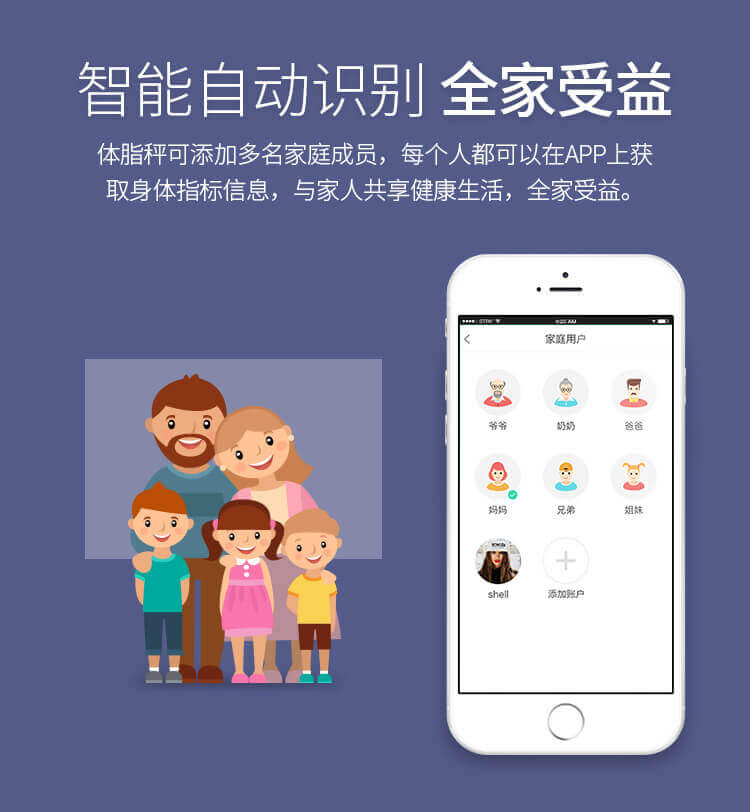 智能自动识别 全家受益
体脂秤可添加多名家庭成员，每个人都可以在APP上获
取身体指标信息，与家人共享健康生活，全家受益。
家庭用户
爷爷 奶奶 爸爸
妈妈 兄弟 姐妹
shell 添加账户